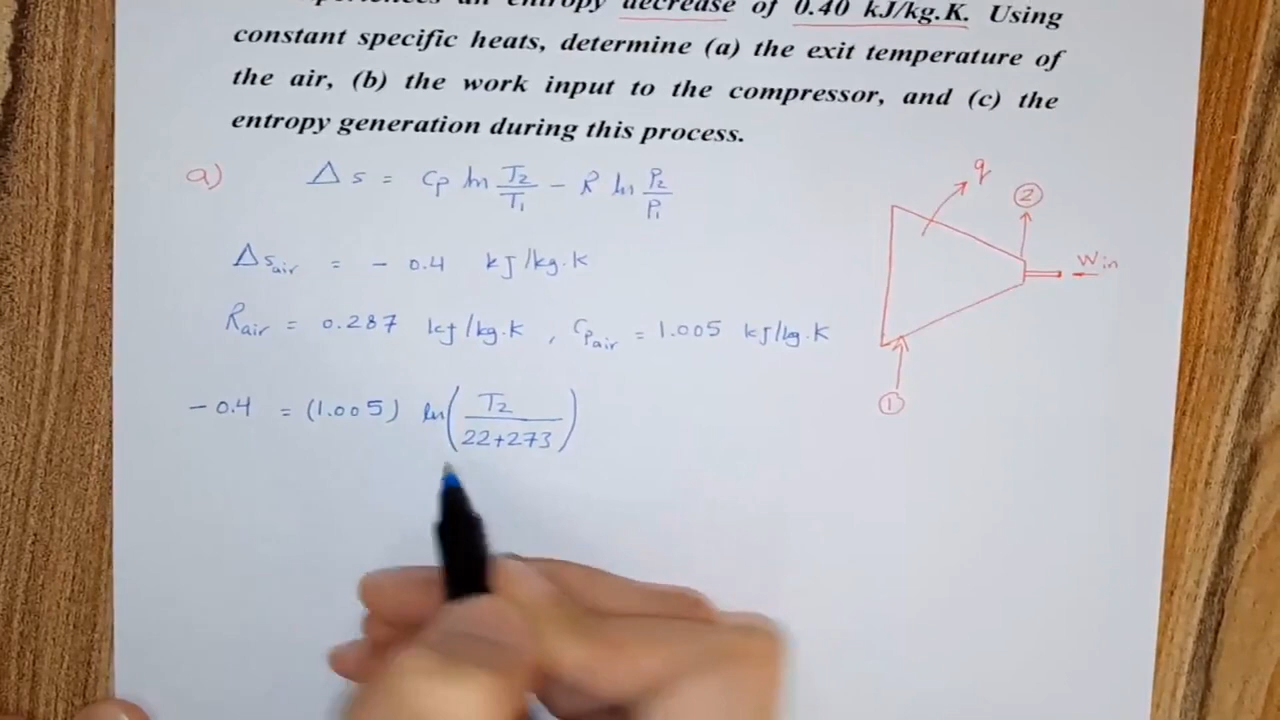 an entropy decrease of 0.40 kJ/kg.K. Using
constant specific heats, determine (a) the exit temperature of
the air, (b) the work input to the compressor, and (c) the
entropy generation during this process.
a) Δs = Cp ln T2/T1 - R ln P2/P1
Δsair = - 0.4 kJ/kg.K
Rair = 0.287 kJ/kg.K , Cpair = 1.005 kJ/kg.K
-0.4 = (1.005) ln(T2/22+273)
q
2
Win
1